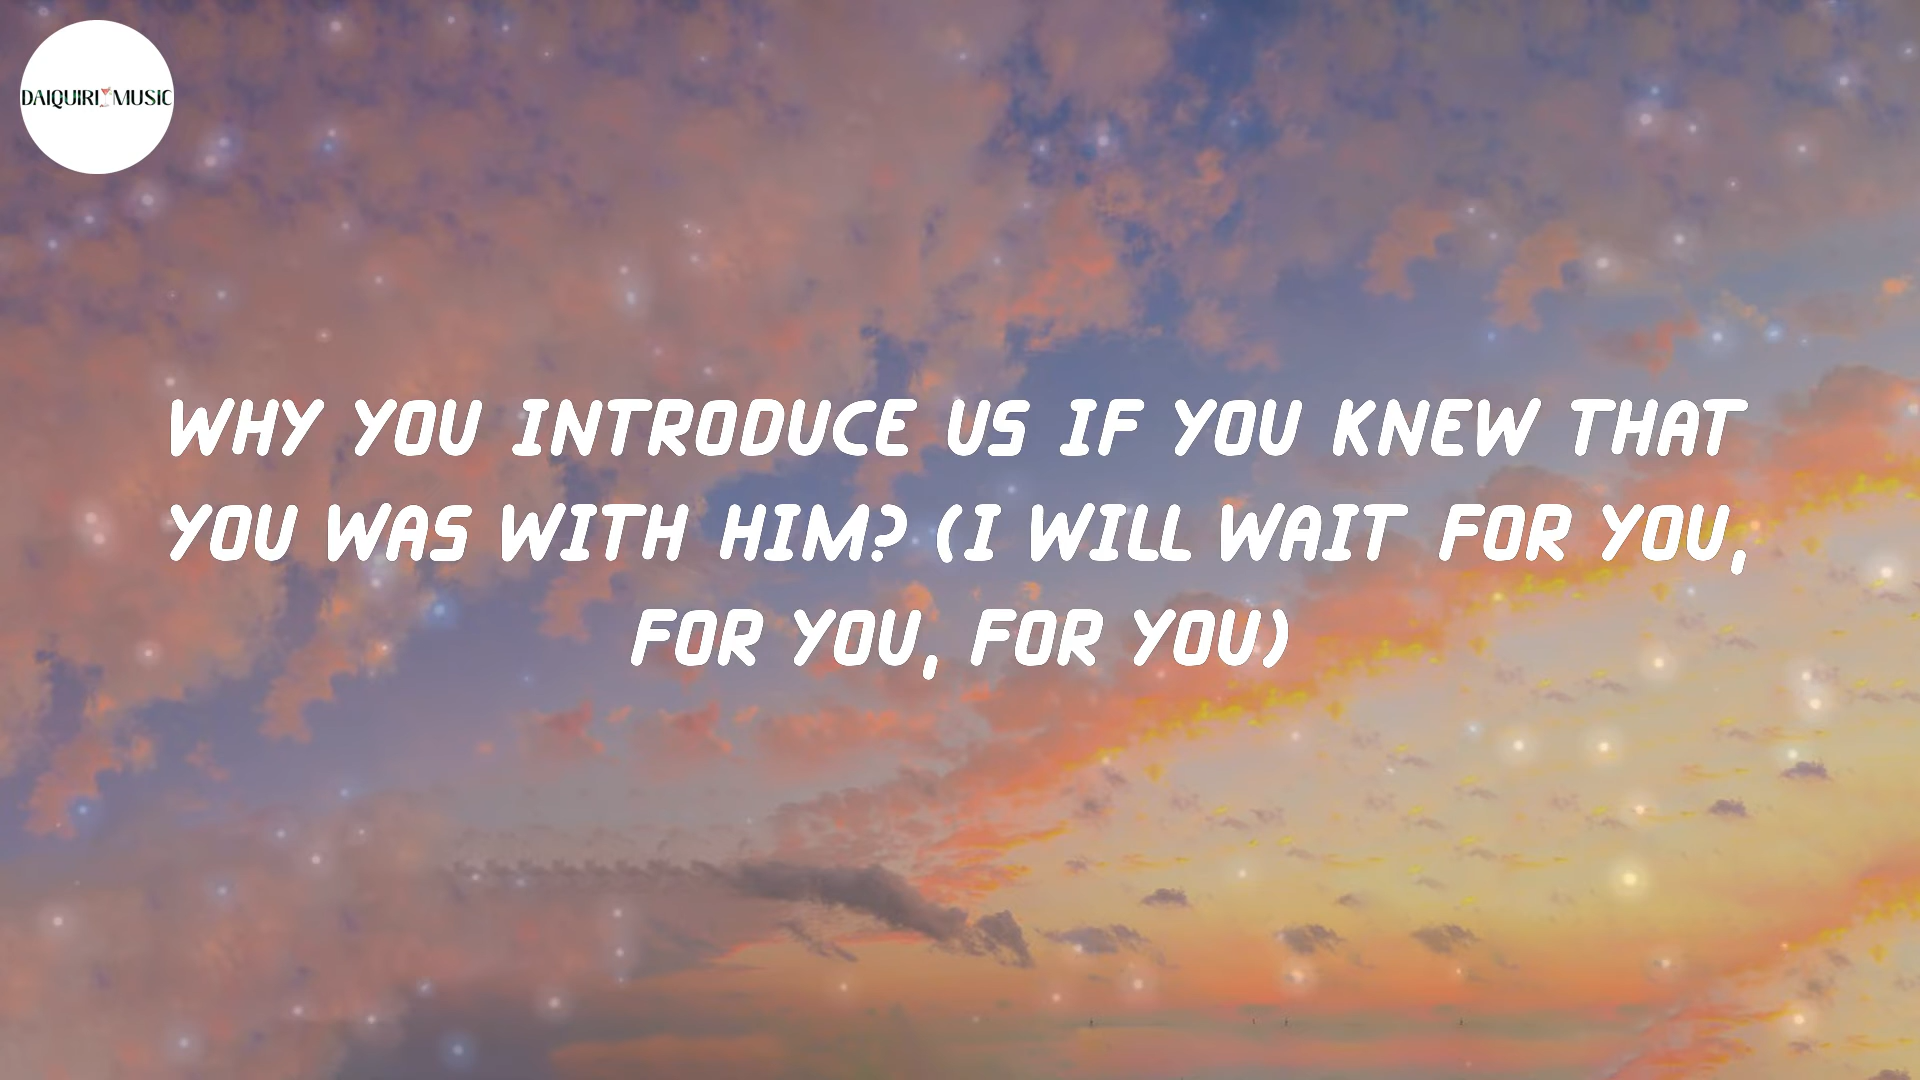 DAIQUIRI MUSIC
WHY YOU INTRODUCE US IF YOU KNEW THAT
YOU WAS WITH HIM? (I WILL WAIT FOR YOU,
FOR YOU, FOR YOU)